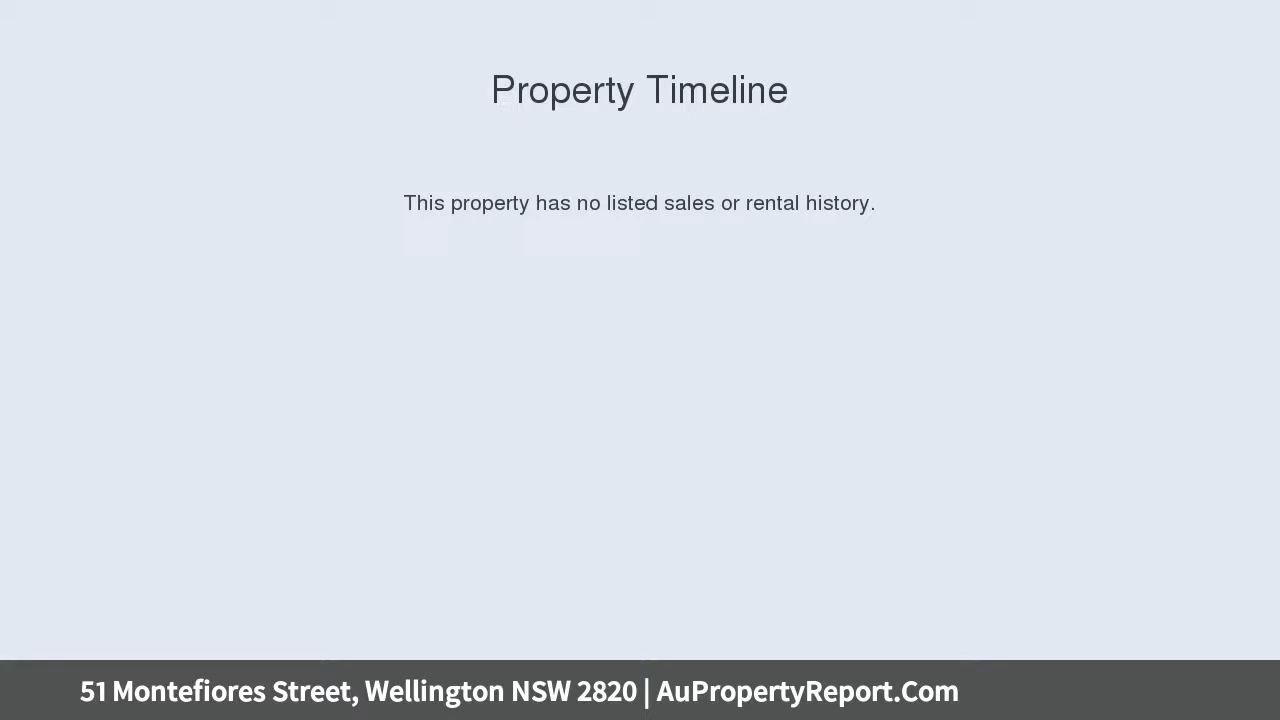 Property Timeline
This property has no listed sales or rental history.
51 Montefiores Street, Wellington NSW 2820 | AuPropertyReport.Com